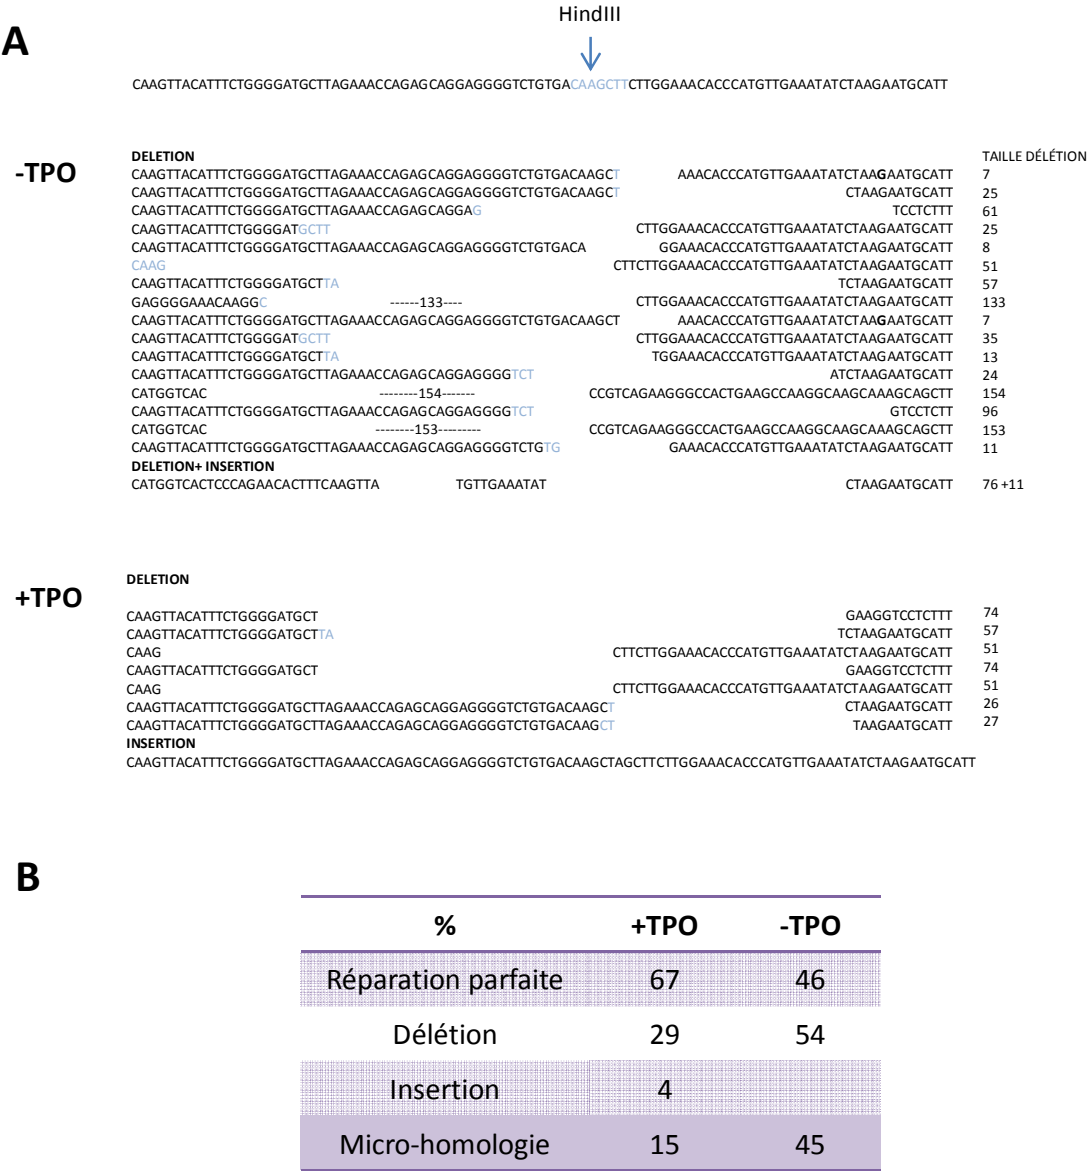 HindIII
A
CAAGTTACATTTCTGGGGATGCTTAGAAACCAGAGCAGGAGGGGTCTGTGACAAGCTTCTTGGAAACACCCATGTTGAAATATCTAAGAATGCATT
-TPO
DELETION TAILLE DÉLÉTION
CAAGTTACATTTCTGGGGATGCTTAGAAACCAGAGCAGGAGGGGTCTGTGACAAGCT AAACACCCATGTTGAAATATCTAAGAATGCATT 7
CAAGTTACATTTCTGGGGATGCTTAGAAACCAGAGCAGGAGGGGTCTGTGACAAGCT CTAAGAATGCATT 25
CAAGTTACATTTCTGGGGATGCTTAGAAACCAGAGCAGGAG TCCTCTTT 61
CAAGTTACATTTCTGGGGATGCTT CTTGGAAACACCCATGTTGAAATATCTAAGAATGCATT 25
CAAGTTACATTTCTGGGGATGCTTAGAAACCAGAGCAGGAGGGGTCTGTGACA GGAAACACCCATGTTGAAATATCTAAGAATGCATT 8
CAAG CTTCTTGGAAACACCCATGTTGAAATATCTAAGAATGCATT 51
CAAGTTACATTTCTGGGGATGCTTTA TCTAAGAATGCATT 57
GAGGGGAAACAAGGC ------133---- CTTGGAAACACCCATGTTGAAATATCTAAGAATGCATT 133
CAAGTTACATTTCTGGGGATGCTTAGAAACCAGAGCAGGAGGGGTCTGTGACAAGCT AAACACCCATGTTGAAATATCTAAGAATGCATT 7
CAAGTTACATTTCTGGGGATGCTT CTTGGAAACACCCATGTTGAAATATCTAAGAATGCATT 35
CAAGTTACATTTCTGGGGATGCTTTA TGGAAACACCCATGTTGAAATATCTAAGAATGCATT 13
CAAGTTACATTTCTGGGGATGCTTAGAAACCAGAGCAGGAGGGGTCT ATCTAAGAATGCATT 24
CATGGTCAC --------154------- CCGTCAGAAGGGCCACTGAAGCCAAGGCAAGCAAAGCAGCTT 154
CAAGTTACATTTCTGGGGATGCTTAGAAACCAGAGCAGGAGGGGTCT GTCCTCTT 96
CATGGTCAC --------153--------- CCGTCAGAAGGGCCACTGAAGCCAAGGCAAGCAAAGCAGCTT 153
CAAGTTACATTTCTGGGGATGCTTAGAAACCAGAGCAGGAGGGGTCTGTG GAAACACCCATGTTGAAATATCTAAGAATGCATT 11
DELETION+ INSERTION
CATGGTCACTCCCAGAACACTTTCAAGTTA TGTTGAAATAT CTAAGAATGCATT 76 +11
+TPO
DELETION
CAAGTTACATTTCTGGGGATGCT GAAGGTCCTCTTT 74
CAAGTTACATTTCTGGGGATGCTTTA TCTAAGAATGCATT 57
CAAG CTTCTTGGAAACACCCATGTTGAAATATCTAAGAATGCATT 51
CAAGTTACATTTCTGGGGATGCT GAAGGTCCTCTTT 74
CAAG CTTCTTGGAAACACCCATGTTGAAATATCTAAGAATGCATT 51
CAAGTTACATTTCTGGGGATGCTTAGAAACCAGAGCAGGAGGGGTCTGTGACAAGCT CTAAGAATGCATT 26
CAAGTTACATTTCTGGGGATGCTTAGAAACCAGAGCAGGAGGGGTCTGTGACAAGCT TAAGAATGCATT 27
INSERTION
CAAGTTACATTTCTGGGGATGCTTAGAAACCAGAGCAGGAGGGGTCTGTGACAAGCTAGCTTCTTGGAAACACCCATGTTGAAATATCTAAGAATGCATT
B
% +TPO -TPO
Réparation parfaite 67 46
Délétion 29 54
Insertion 4
Micro-homologie 15 45